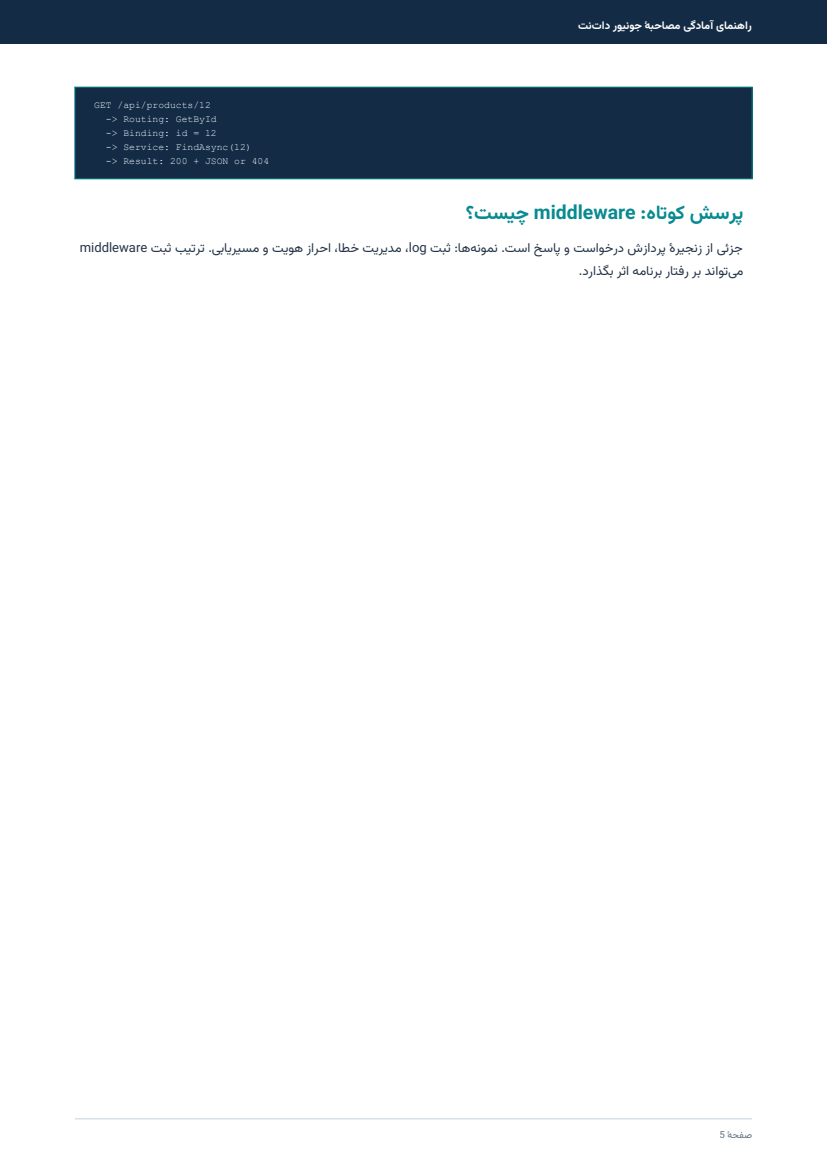 راهنمای آمادگی مصاحبهٔ جونیور دات‌نت
GET /api/products/12
  -> Routing: GetById
  -> Binding: id = 12
  -> Service: FindAsync(12)
  -> Result: 200 + JSON or 404
پرسش کوتاه: middleware چیست؟
جزئی از زنجیرهٔ پردازش درخواست و پاسخ است. نمونه‌ها: ثبت log، مدیریت خطا، احراز هویت و مسیریابی. ترتیب ثبت middleware
می‌تواند بر رفتار برنامه اثر بگذارد.
صفحهٔ 5